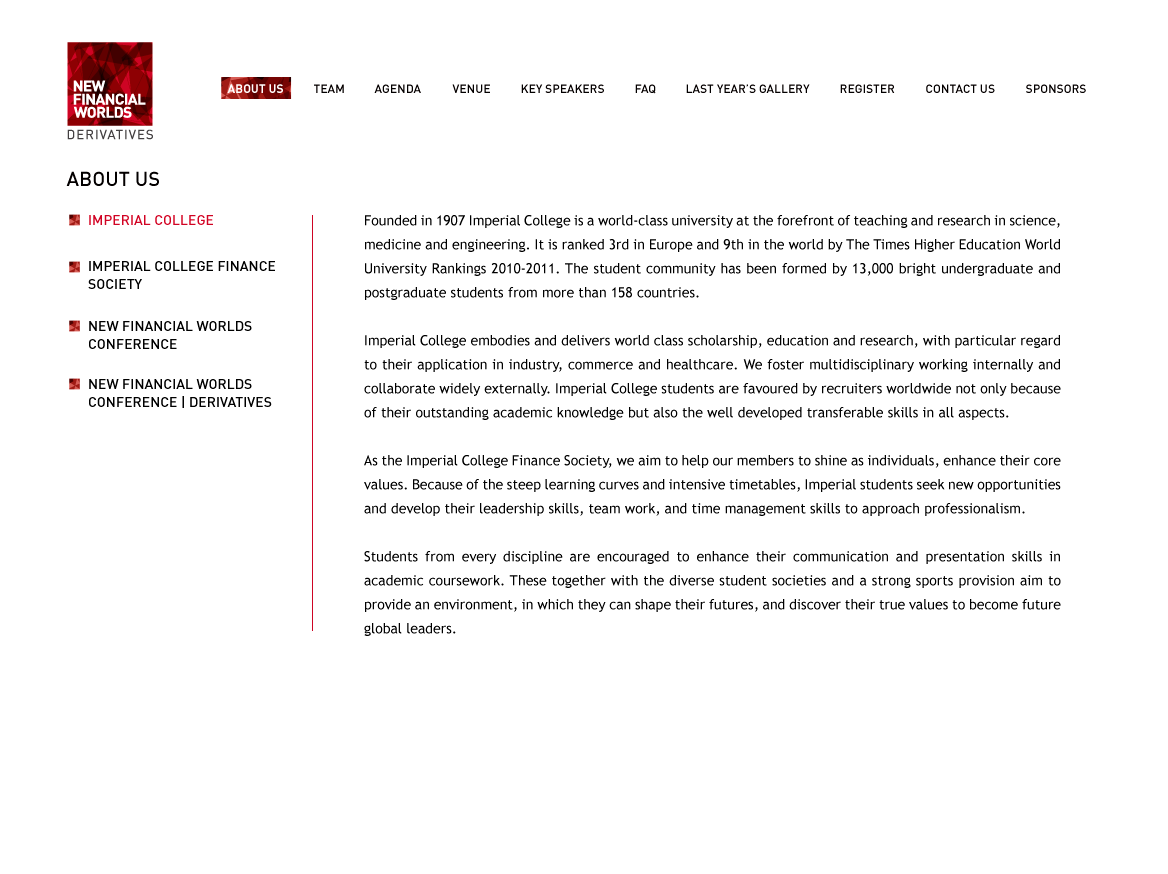 NEW
FINANCIAL
WORLDS
DERIVATIVES
ABOUT US
TEAM
AGENDA
VENUE
KEY SPEAKERS
FAQ
LAST YEAR'S GALLERY
REGISTER
CONTACT US
SPONSORS
ABOUT US
IMPERIAL COLLEGE
IMPERIAL COLLEGE FINANCE
SOCIETY
NEW FINANCIAL WORLDS
CONFERENCE
NEW FINANCIAL WORLDS
CONFERENCE | DERIVATIVES
Founded in 1907 Imperial College is a world-class university at the forefront of teaching and research in science,
medicine and engineering. It is ranked 3rd in Europe and 9th in the world by The Times Higher Education World
University Rankings 2010-2011. The student community has been formed by 13,000 bright undergraduate and
postgraduate students from more than 158 countries.
Imperial College embodies and delivers world class scholarship, education and research, with particular regard
to their application in industry, commerce and healthcare. We foster multidisciplinary working internally and
collaborate widely externally. Imperial College students are favoured by recruiters worldwide not only because
of their outstanding academic knowledge but also the well developed transferable skills in all aspects.
As the Imperial College Finance Society, we aim to help our members to shine as individuals, enhance their core
values. Because of the steep learning curves and intensive timetables, Imperial students seek new opportunities
and develop their leadership skills, team work, and time management skills to approach professionalism.
Students from every discipline are encouraged to enhance their communication and presentation skills in
academic coursework. These together with the diverse student societies and a strong sports provision aim to
provide an environment, in which they can shape their futures, and discover their true values to become future
global leaders.